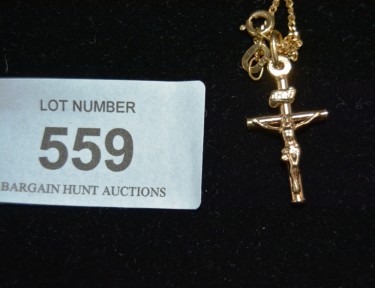 LOT NUMBER
559
BARGAIN HUNT AUCTIONS